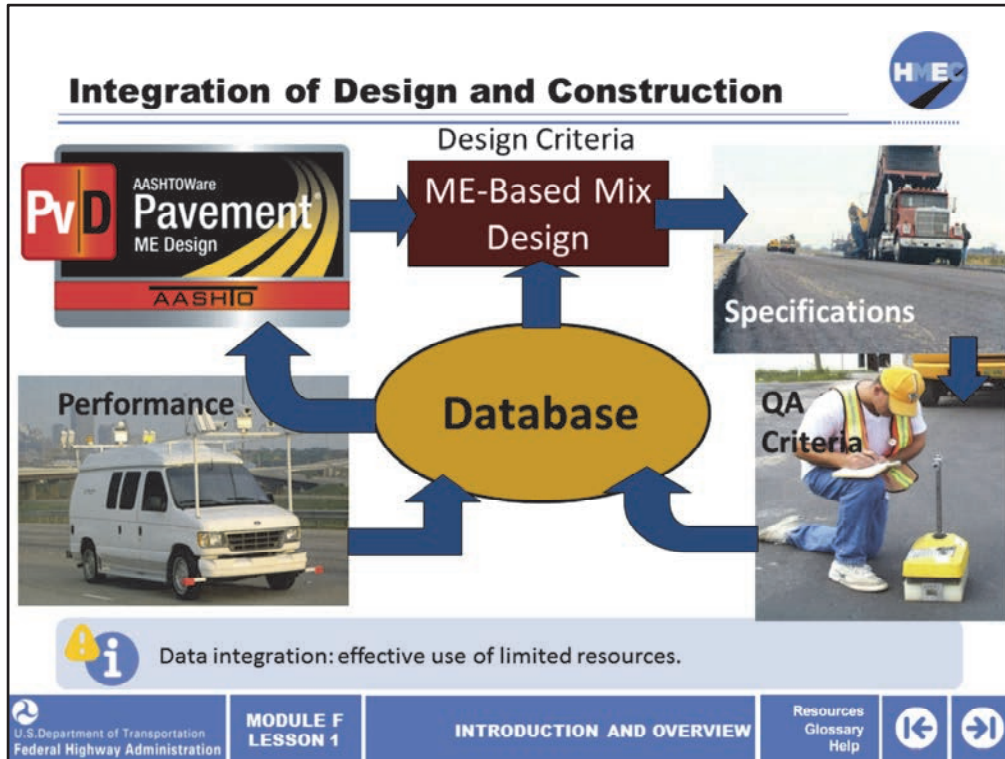 Integration of Design and Construction
HMEC
Design Criteria
PvD
AASHTOWare
Pavement
ME Design
AASHTO
ME-Based Mix
Design
Specifications
Performance
Database
QA
Criteria
Data integration: effective use of limited resources.
U.S.Department of Transportation
Federal Highway Administration
MODULE F
LESSON 1
INTRODUCTION AND OVERVIEW
Resources
Glossary
Help